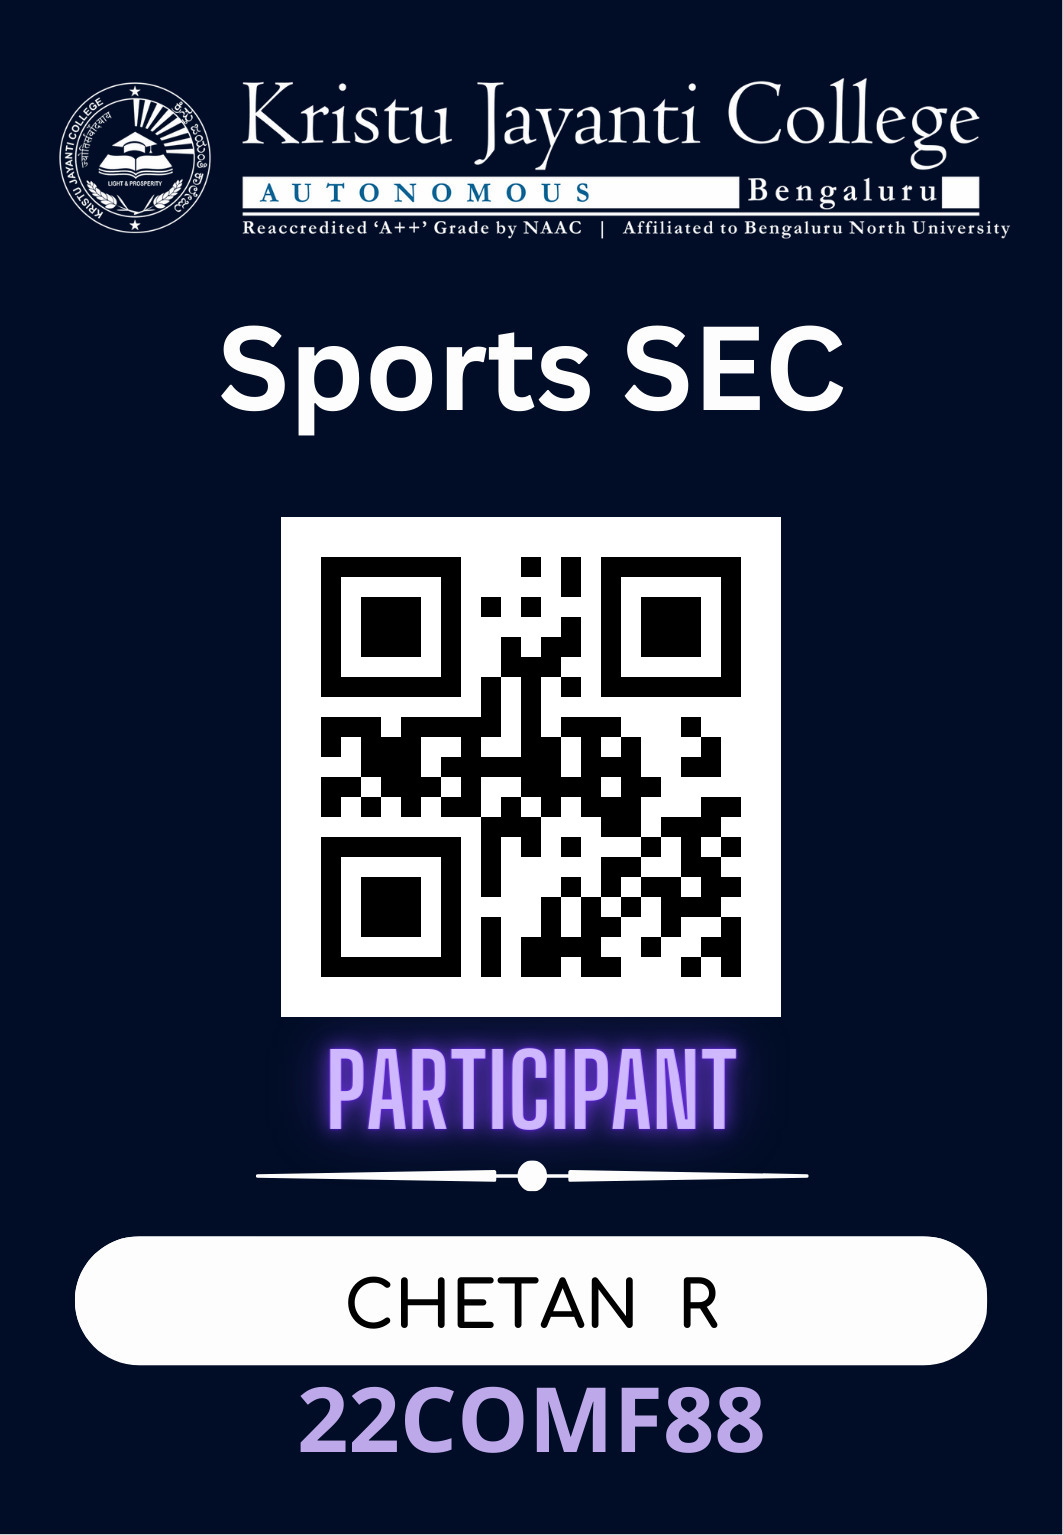 Kristu Jayanti College
AUTONOMOUS Bengaluru
Reaccredited ‘A++’ Grade by NAAC | Affiliated to Bengaluru North University
KRISTU JAYANTI COLLEGE
ಕ್ರಿಸ್ತು ಜಯಂತಿ ಕಾಲೇಜು
LIGHT & PROSPERITY
Sports SEC
PARTICIPANT
CHETAN R
22COMF88